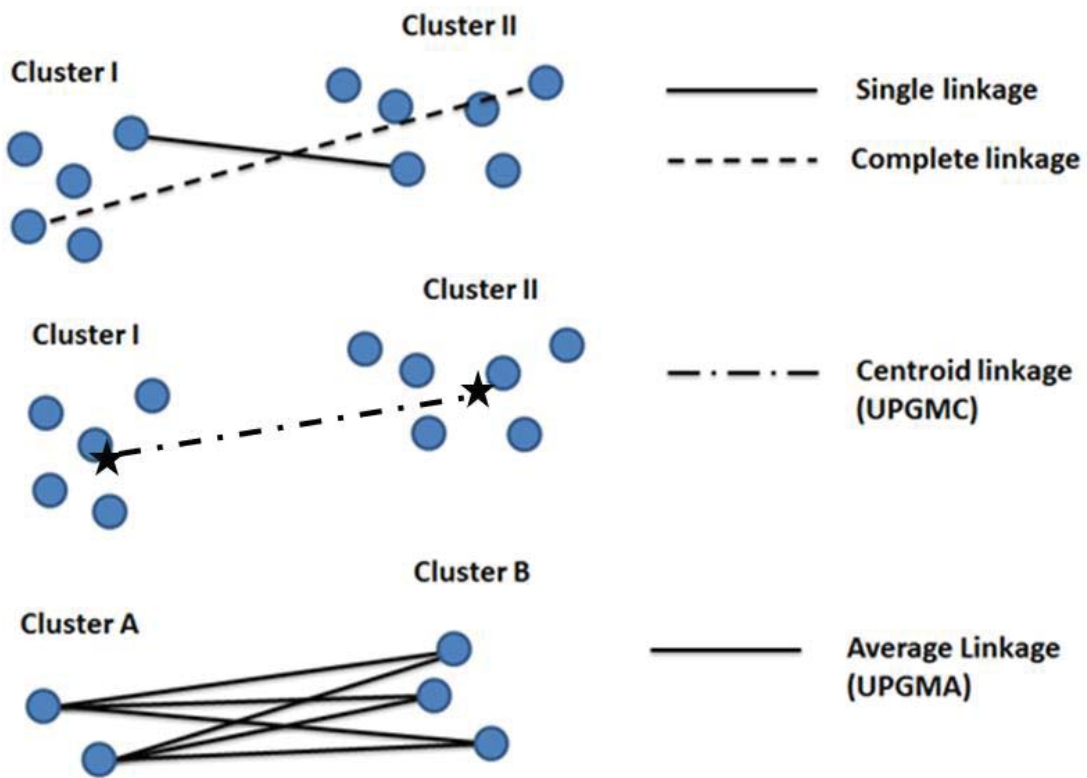 Cluster II
Cluster I
Single linkage
Complete linkage
Cluster II
Cluster I
Centroid linkage
(UPGMC)
Cluster B
Cluster A
Average Linkage
(UPGMA)